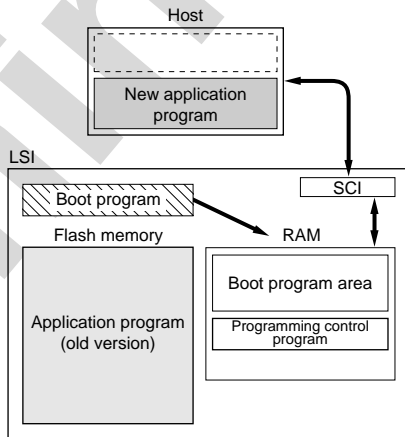 Host
New application
program
LSI
SCI
Boot program
Flash memory
RAM
Application program
(old version)
Boot program area
Programming control
program